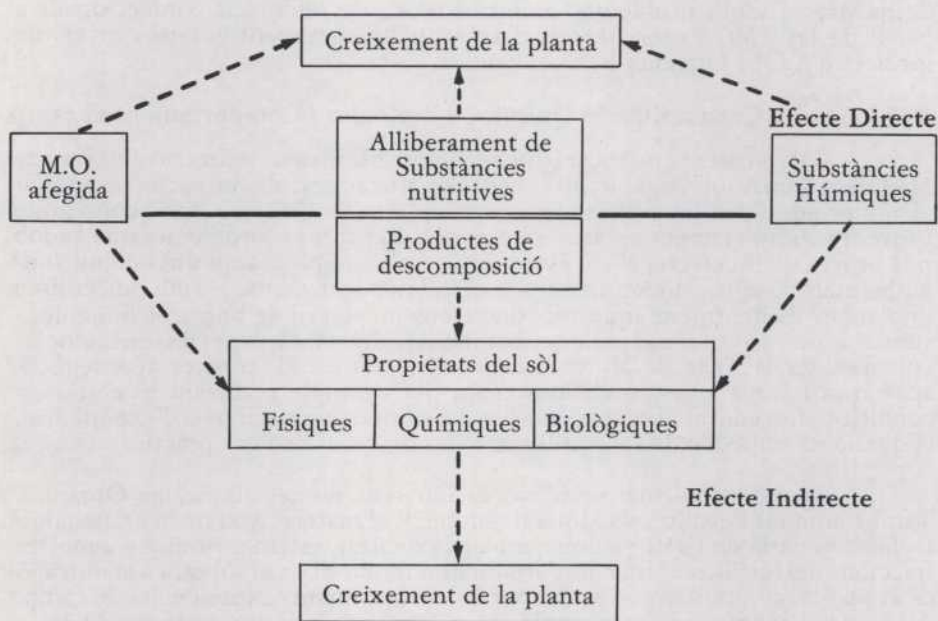 Creixement de la planta
Efecte Directe
M.O.
afegida
Alliberament de
Substàncies
nutritives
Substàncies
Húmiques
Productes de
descomposició
Propietats del sòl
Físiques Químiques Biològiques
Efecte Indirecte
Creixement de la planta